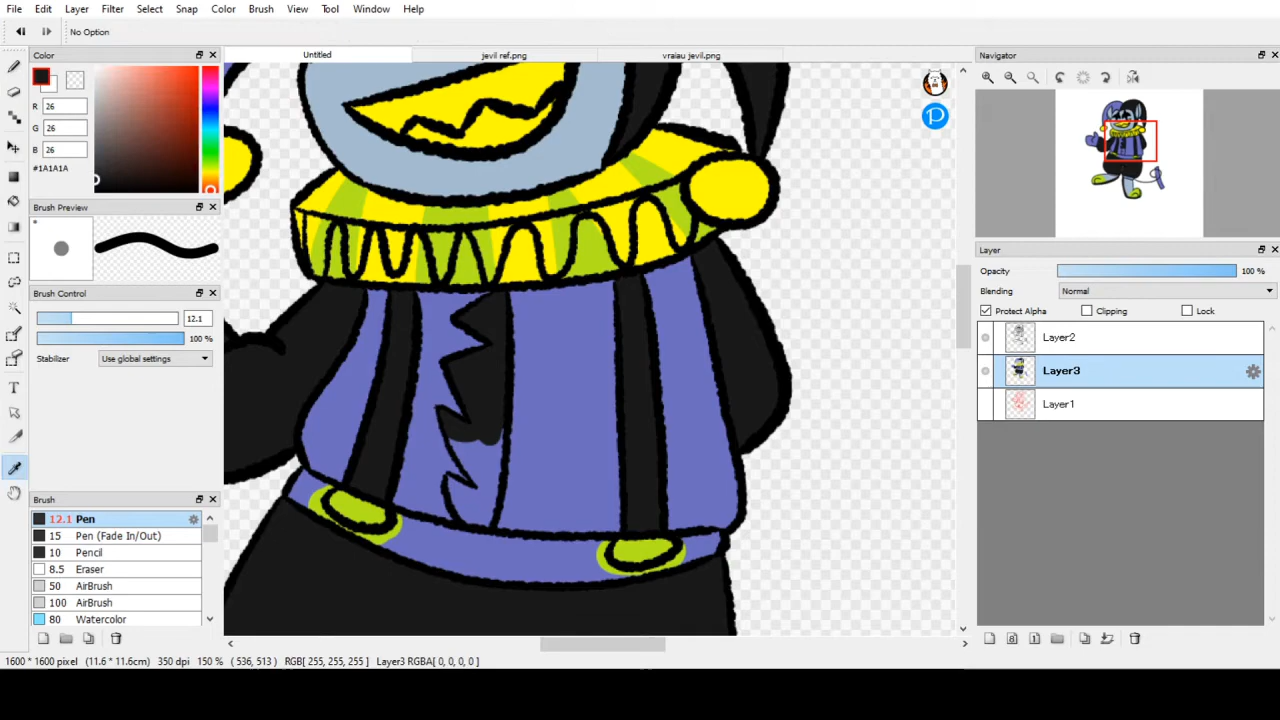 File Edit Layer Filter Select Snap Color Brush View Tool Window Help
No Option
Color
Untitled
jevil ref.png
vraiau jevil.png
Navigator
R 26
G 26
B 26
#1A1A1A
Brush Preview
Brush Control
12.1
100 %
Stabilizer Use global settings
Layer
Opacity 100 %
Blending Normal
Protect Alpha Clipping Lock
Layer2
Layer3
Layer1
Brush
12.1 Pen
15 Pen (Fade In/Out)
10 Pencil
8.5 Eraser
50 AirBrush
100 AirBrush
80 Watercolor
1600 * 1600 pixel (11.6 * 11.6cm) 350 dpi 150 % ( 536, 513 ) RGB[ 255, 255, 255 ] Layer3 RGBA[ 0, 0, 0, 0 ]